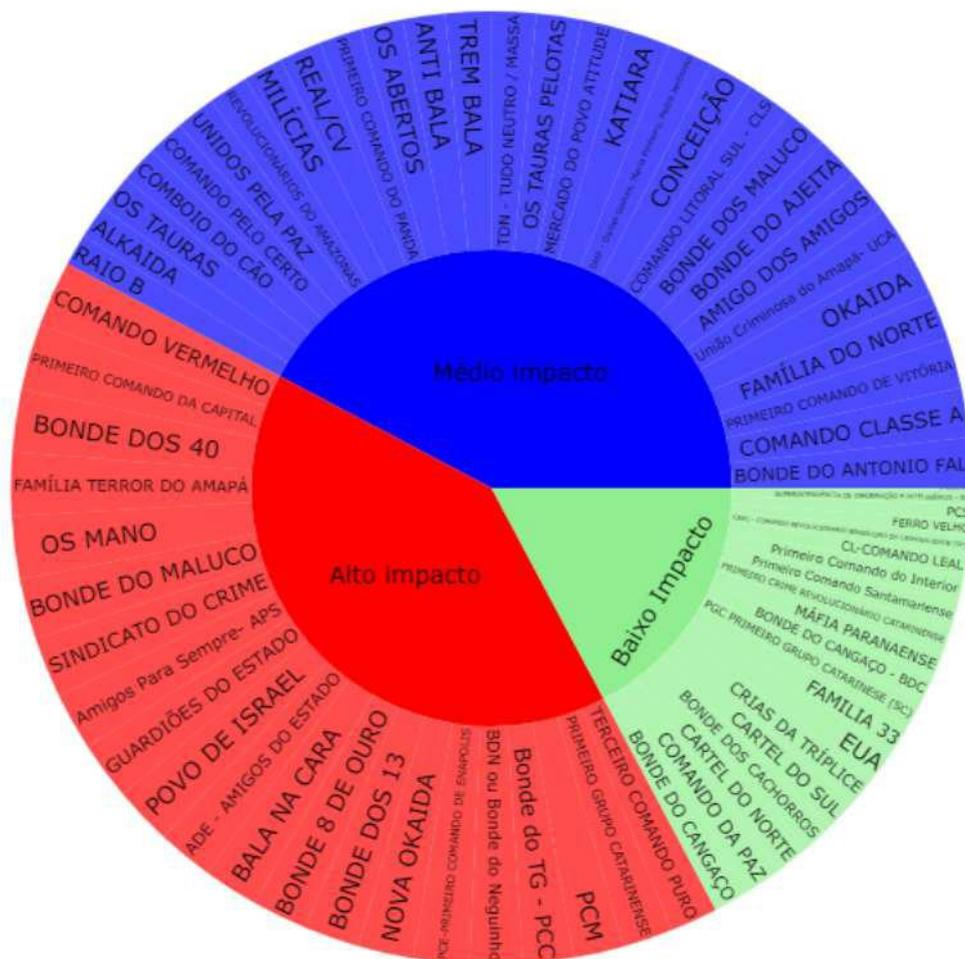 Médio impacto
RAIO B
ALKAIDA
OS TAURAS
COMBOIO DO CÃO
COMANDO PELO CERTO
UNIDOS PELA PAZ
REVOLUCIONÁRIOS DO AMAZONAS
MILÍCIAS
REAL/CV
PRIMEIRO COMANDO DO PANDA
OS ABERTOS
ANTI BALA
TREM BALA
TDN - TUDO NEUTRO / MASSA
OS TAURAS PELOTAS
MERCADO DO POVO ATITUDE
KATIARA
CONCEIÇÃO
COMANDO LITORAL SUL - CLS
BONDE DOS MALUCO
BONDE DO AJEITA
AMIGO DOS AMIGOS
União Criminosa do Amapá- UCA
OKAIDA
FAMÍLIA DO NORTE
PRIMEIRO COMANDO DE VITÓRIA
COMANDO CLASSE A
BONDE DO ANTONIO FAL
Baixo Impacto
PCS
FERRO VELHO
CL-COMANDO LEAL
Primeiro Comando do Interior
Primeiro Comando Santamariense
PRIMEIRO CRIME REVOLUCIONÁRIO CATARINENSE
MÁFIA PARANAENSE
BONDE DO CANGAÇO - BDC
PGC PRIMEIRO GRUPO CATARINESE (SC)
FAMILIA 33
EUA
CRIAS DA TRÍPLICE
CARTEL DO SUL
BONDE DOS CACHORROS
CARTEL DO NORTE
COMANDO DA PAZ
BONDE DO CANGAÇO
Alto impacto
TERCEIRO COMANDO PURO
PRIMEIRO GRUPO CATARINENSE
PCM
Bonde do TG - PCC
BDN ou Bonde do Neguinho
PCE-PRIMEIRO COMANDO DE ENAPOLIS
NOVA OKAIDA
BONDE DOS 13
BONDE 8 DE OURO
BALA NA CARA
ADE - AMIGOS DO ESTADO
POVO DE ISRAEL
GUARDIÕES DO ESTADO
Amigos Para Sempre- APS
SINDICATO DO CRIME
BONDE DO MALUCO
OS MANO
FAMÍLIA TERROR DO AMAPÁ
BONDE DOS 40
PRIMEIRO COMANDO DA CAPITAL
COMANDO VERMELHO